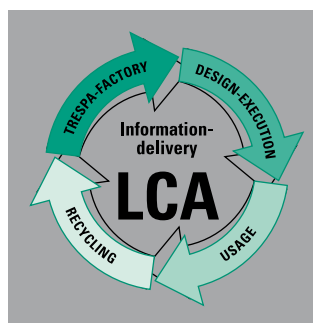 TRESPA-FACTORY
DESIGN-EXECUTION
Information-
delivery
LCA
RECYCLING
USAGE